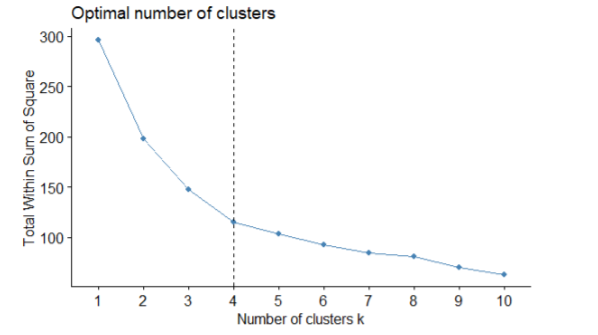 Optimal number of clusters
300
250
200
150
100
Total Within Sum of Square
1 2 3 4 5 6 7 8 9 10
Number of clusters k